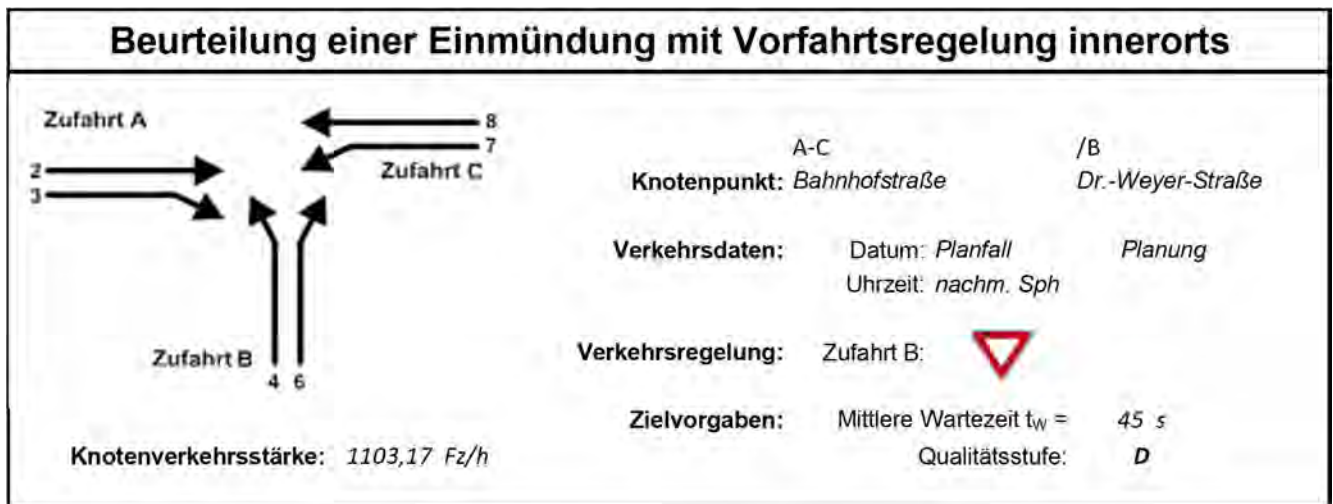 Beurteilung einer Einmündung mit Vorfahrtsregelung innerorts
Zufahrt A
8
7
Zufahrt C
2
3
Zufahrt B
4 6
Knotenverkehrsstärke: 1103,17 Fz/h
A-C /B
Knotenpunkt: Bahnhofstraße Dr.-Weyer-Straße
Verkehrsdaten: Datum: Planfall Planung
Uhrzeit: nachm. Sph
Verkehrsregelung: Zufahrt B:
Zielvorgaben: Mittlere Wartezeit tW = 45 s
Qualitätsstufe: D